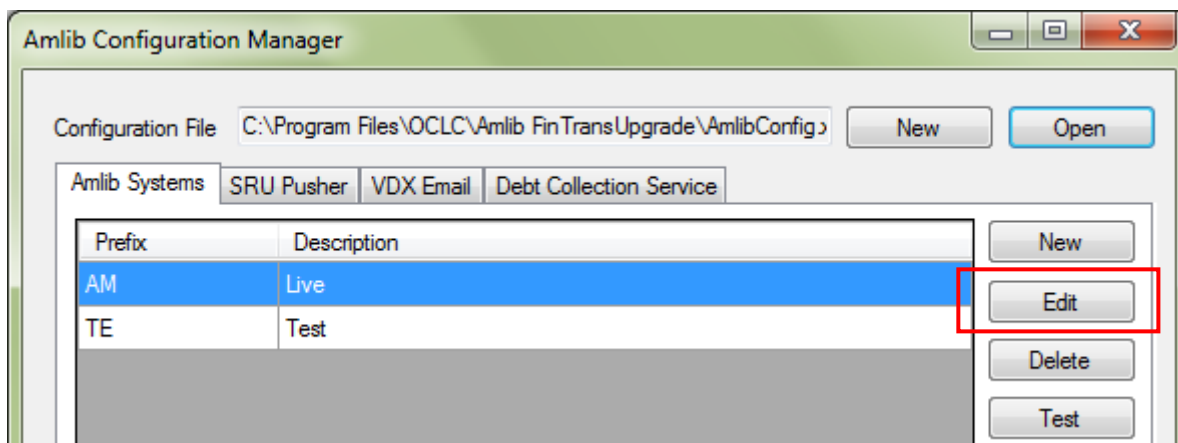 Amlib Configuration Manager
Configuration File C:\Program Files\OCLC\Amlib FinTransUpgrade\AmlibConfig.x New Open
Amlib Systems SRU Pusher VDX Email Debt Collection Service
Prefix Description New
AM Live Edit
TE Test
Delete
Test